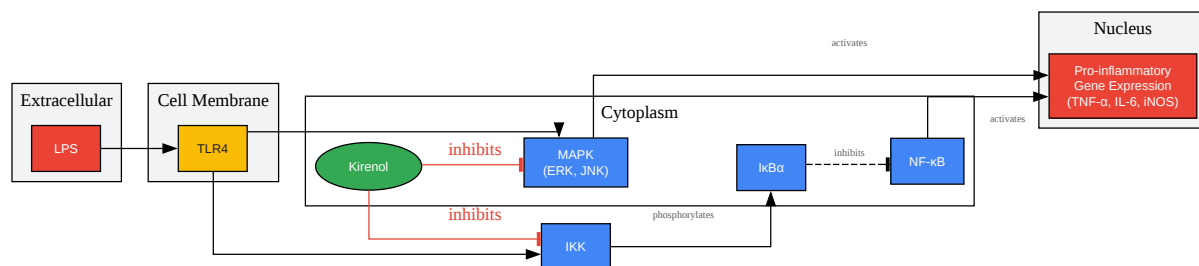 Extracellular
LPS
Cell Membrane
TLR4
Cytoplasm
Kirenol
inhibits
MAPK
(ERK, JNK)
inhibits
IKK
phosphorylates
IκBα
inhibits
NF-κB
activates
activates
Nucleus
Pro-inflammatory
Gene Expression
(TNF-α, IL-6, iNOS)